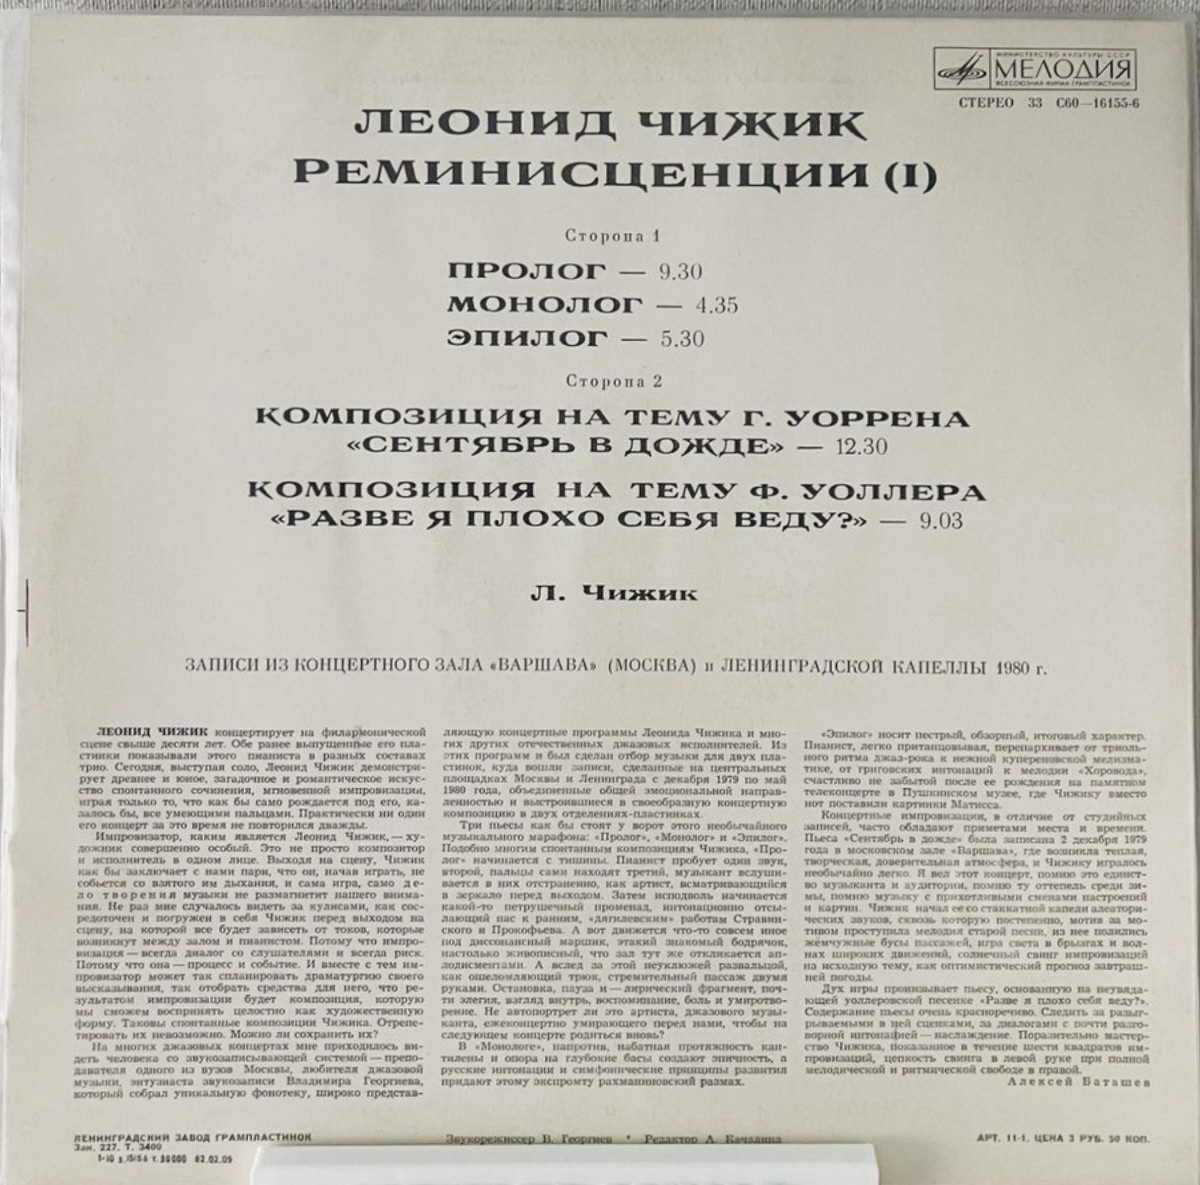 МИНИСТЕРСТВО КУЛЬТУРЫ СССР
МЕЛОДИЯ
ВСЕСОЮЗНАЯ ФИРМА ГРАМПЛАСТИНОК
СТЕРЕО 33 С60—16155-6
ЛЕОНИД ЧИЖИК
РЕМИНИСЦЕНЦИИ (I)
Сторона 1
ПРОЛОГ — 9.30
МОНОЛОГ — 4.35
ЭПИЛОГ — 5.30
Сторона 2
КОМПОЗИЦИЯ НА ТЕМУ Г. УОРРЕНА
«СЕНТЯБРЬ В ДОЖДЕ» — 12.30
КОМПОЗИЦИЯ НА ТЕМУ Ф. УОЛЛЕРА
«РАЗВЕ Я ПЛОХО СЕБЯ ВЕДУ?» — 9.03
Л. Чижик
ЗАПИСИ ИЗ КОНЦЕРТНОГО ЗАЛА «ВАРШАВА» (МОСКВА) и ЛЕНИНГРАДСКОЙ КАПЕЛЛЫ 1980 г.
ЛЕОНИД ЧИЖИК концертирует на филармонической
сцене свыше десяти лет. Обе ранее выпущенные его пла-
стинки показывали этого пианиста в разных составах
трио. Сегодня, выступая соло, Леонид Чижик демонстри-
рует древнее и юное, загадочное и романтическое искус-
ство спонтанного сочинения, мгновенной импровизации,
играя только то, что как бы само рождается под его, ка-
залось бы, все умеющими пальцами. Практически ни один
его концерт за это время не повторился дважды.
Импровизатор, каким является Леонид Чижик,— ху-
дожник совершенно особый. Это не просто композитор
и исполнитель в одном лице. Выходя на сцену, Чижик
как бы заключает с нами пари, что он, начав играть, не
собьется со взятого им дыхания, и сама игра, само де-
ло творения музыки не размагнитит нашего внима-
ния. Не раз мне случалось видеть за кулисами, как сос-
редоточен и погружен в себя Чижик перед выходом на
сцену, на которой все будет зависеть от токов, которые
возникнут между залом и пианистом. Потому что импро-
визация — всегда диалог со слушателями и всегда риск.
Потому что она — процесс и событие. И вместе с тем им-
провизатор может так спланировать драматургию своего
высказывания, так отобрать средства для него, что ре-
зультатом импровизации будет композиция, которую
мы сможем воспринять целостно как художественную
форму. Таковы спонтанные композиции Чижика. Отрепе-
тировать их невозможно. Можно ли сохранить их?
На многих джазовых концертах мне приходилось ви-
деть человека со звукозаписывающей системой — препо-
давателя одного из вузов Москвы, любителя джазовой
музыки, энтузиаста звукозаписи Владимира Георгиева,
который собрал уникальную фонотеку, широко представ-
ляющую концертные программы Леонида Чижика и мно-
гих других отечественных джазовых исполнителей. Из
этих программ и был сделан отбор музыки для двух пла-
стинок, куда вошли записи, сделанные на центральных
площадках Москвы и Ленинграда с декабря 1979 по май
1980 года, объединенные общей эмоциональной направ-
ленностью и выстроившиеся в своеобразную концертную
композицию в двух отделениях-пластинках.
Три пьесы как бы стоят у ворот этого необычайного
музыкального марафона: «Пролог», «Монолог» и «Эпилог».
Подобно многим спонтанным композициям Чижика, «Про-
лог» начинается с тишины. Пианист пробует один звук,
второй, пальцы сами находят третий, музыкант вслуши-
вается в них отстраненно, как артист, всматривающийся
в зеркало перед выходом. Затем исподволь начинается
какой-то петрушечный променад, интонационно отсы-
лающий нас к ранним, «дягилевским» работам Стравин-
ского и Прокофьева. А вот движется что-то совсем иное
под диссонансный маршик, этакий знакомый бодрячок,
настолько живописный, что зал тут же откликается ап-
лодисментами. А вслед за этой неуклюжей развальцой,
как ошеломляющий трюк, стремительный пассаж двумя
руками. Остановка, пауза и — лирический фрагмент, поч-
ти элегия, взгляд внутрь, воспоминание, боль и умиротво-
рение. Не автопортрет ли это артиста, джазового музы-
канта, ежеконцертно умирающего перед нами, чтобы на
следующем концерте родиться вновь?
В «Монологе», напротив, набатная протяжность кан-
тилены и опора на глубокие басы создают эпичность, а
русские интонации и симфонические принципы развития
придают этому экспромту рахманиновский размах.
«Эпилог» носит пестрый, обзорный, итоговый характер.
Пианист, легко пританцовывая, перепархивает от триоль-
ного ритма джаз-рока к нежной купереновской мелизма-
тике, от григовских интонаций к мелодии «Хоровода»,
счастливо не забытой после ее рождения на памятном
телеконцерте в Пушкинском музее, где Чижику вместо
нот поставили картинки Матисса.
Концертные импровизации, в отличие от студийных
записей, часто обладают приметами места и времени.
Пьеса «Сентябрь в дожде» была записана 2 декабря 1979
года в московском зале «Варшава», где возникла теплая,
творческая, доверительная атмосфера, и Чижику игралось
необычайно легко. Я вел этот концерт, помню это единст-
во музыканта и аудитории, помню ту оттепель среди зи-
мы, помню музыку с прихотливыми сменами настроений
и картин. Чижик начал ее со стаккатной капели алеатори-
ческих звуков, сквозь которую постепенно, мотив за мо-
тивом проступила мелодия старой песни, из нее полились
жемчужные бусы пассажей, игра света в брызгах и вол-
нах широких движений, солнечный свинг импровизаций
на исходную тему, как оптимистический прогноз завтраш-
ней погоды.
Дух игры пронизывает пьесу, основанную на неувяда-
ющей уоллеровской песенке «Разве я плохо себя веду?».
Содержание пьесы очень красноречиво. Следить за разыг-
рываемыми в ней сценками, за диалогами с почти разго-
ворной интонацией — наслаждение. Поразительно мастер-
ство Чижика, показанное в течение шести квадратов им-
провизаций, цепкость свинга в левой руке при полной
мелодической и ритмической свободе в правой.
Алексей Баташев
ЛЕНИНГРАДСКИЙ ЗАВОД ГРАМПЛАСТИНОК
Зак. 227. Т. 3400
Звукорежиссер В. Георгиев * Редактор А. Качалина
АРТ. 11-1. ЦЕНА 3 РУБ. 50 КОП.